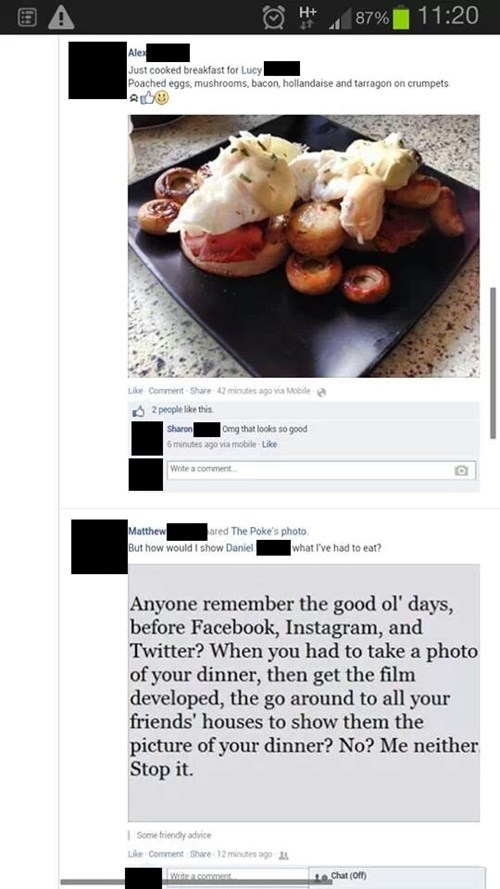 H+ 87% 11:20
Alex
Just cooked breakfast for Lucy
Poached eggs, mushrooms, bacon, hollandaise and tarragon on crumpets
Like · Comment · Share · 42 minutes ago via Mobile ·
2 people like this.
Sharon Omg that looks so good
6 minutes ago via mobile · Like
Write a comment...
Matthew ared The Poke's photo.
But how would I show Daniel what I've had to eat?
Anyone remember the good ol' days,
before Facebook, Instagram, and
Twitter? When you had to take a photo
of your dinner, then get the film
developed, the go around to all your
friends' houses to show them the
picture of your dinner? No? Me neither
Stop it.
Some friendly advice
Like · Comment · Share · 12 minutes ago ·
Write a comment...
Chat (Off)